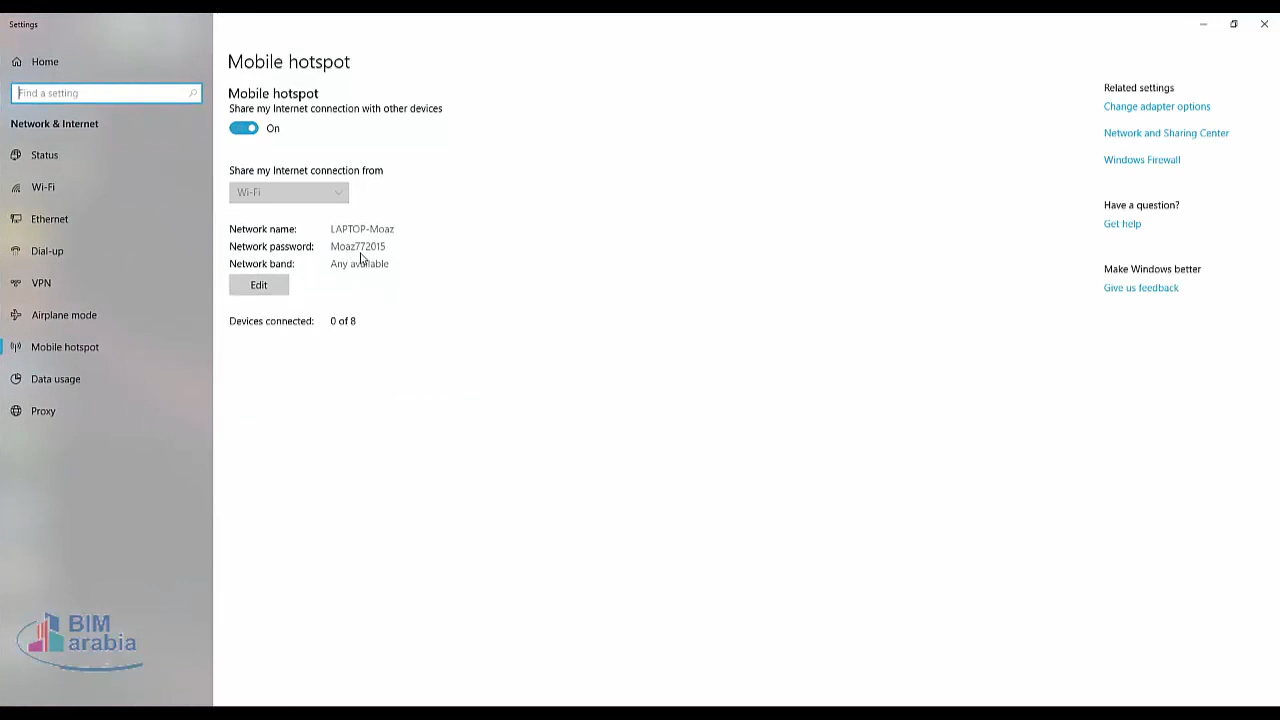 Settings
Home
Find a setting
Network & Internet
Status
Wi-Fi
Ethernet
Dial-up
VPN
Airplane mode
Mobile hotspot
Data usage
Proxy
BIM
arabia
Mobile hotspot
Mobile hotspot
Share my Internet connection with other devices
On
Share my Internet connection from
Wi-Fi
Network name: LAPTOP-Moaz
Network password: Moaz772015
Network band: Any available
Edit
Devices connected: 0 of 8
Related settings
Change adapter options
Network and Sharing Center
Windows Firewall
Have a question?
Get help
Make Windows better
Give us feedback